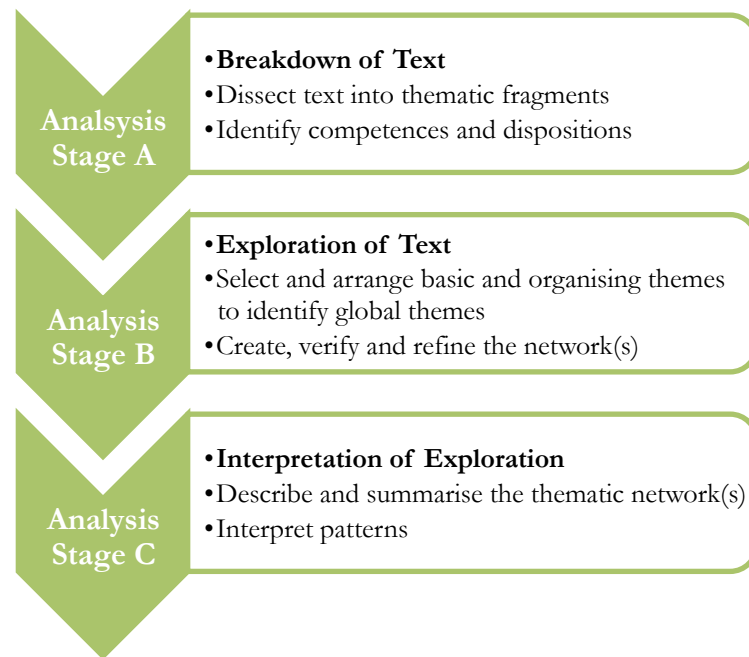 Analsysis
Stage A
•Breakdown of Text
•Dissect text into thematic fragments
•Identify competences and dispositions
Analysis
Stage B
•Exploration of Text
•Select and arrange basic and organising themes
to identify global themes
•Create, verify and refine the network(s)
Analysis
Stage C
•Interpretation of Exploration
•Describe and summarise the thematic network(s)
•Interpret patterns